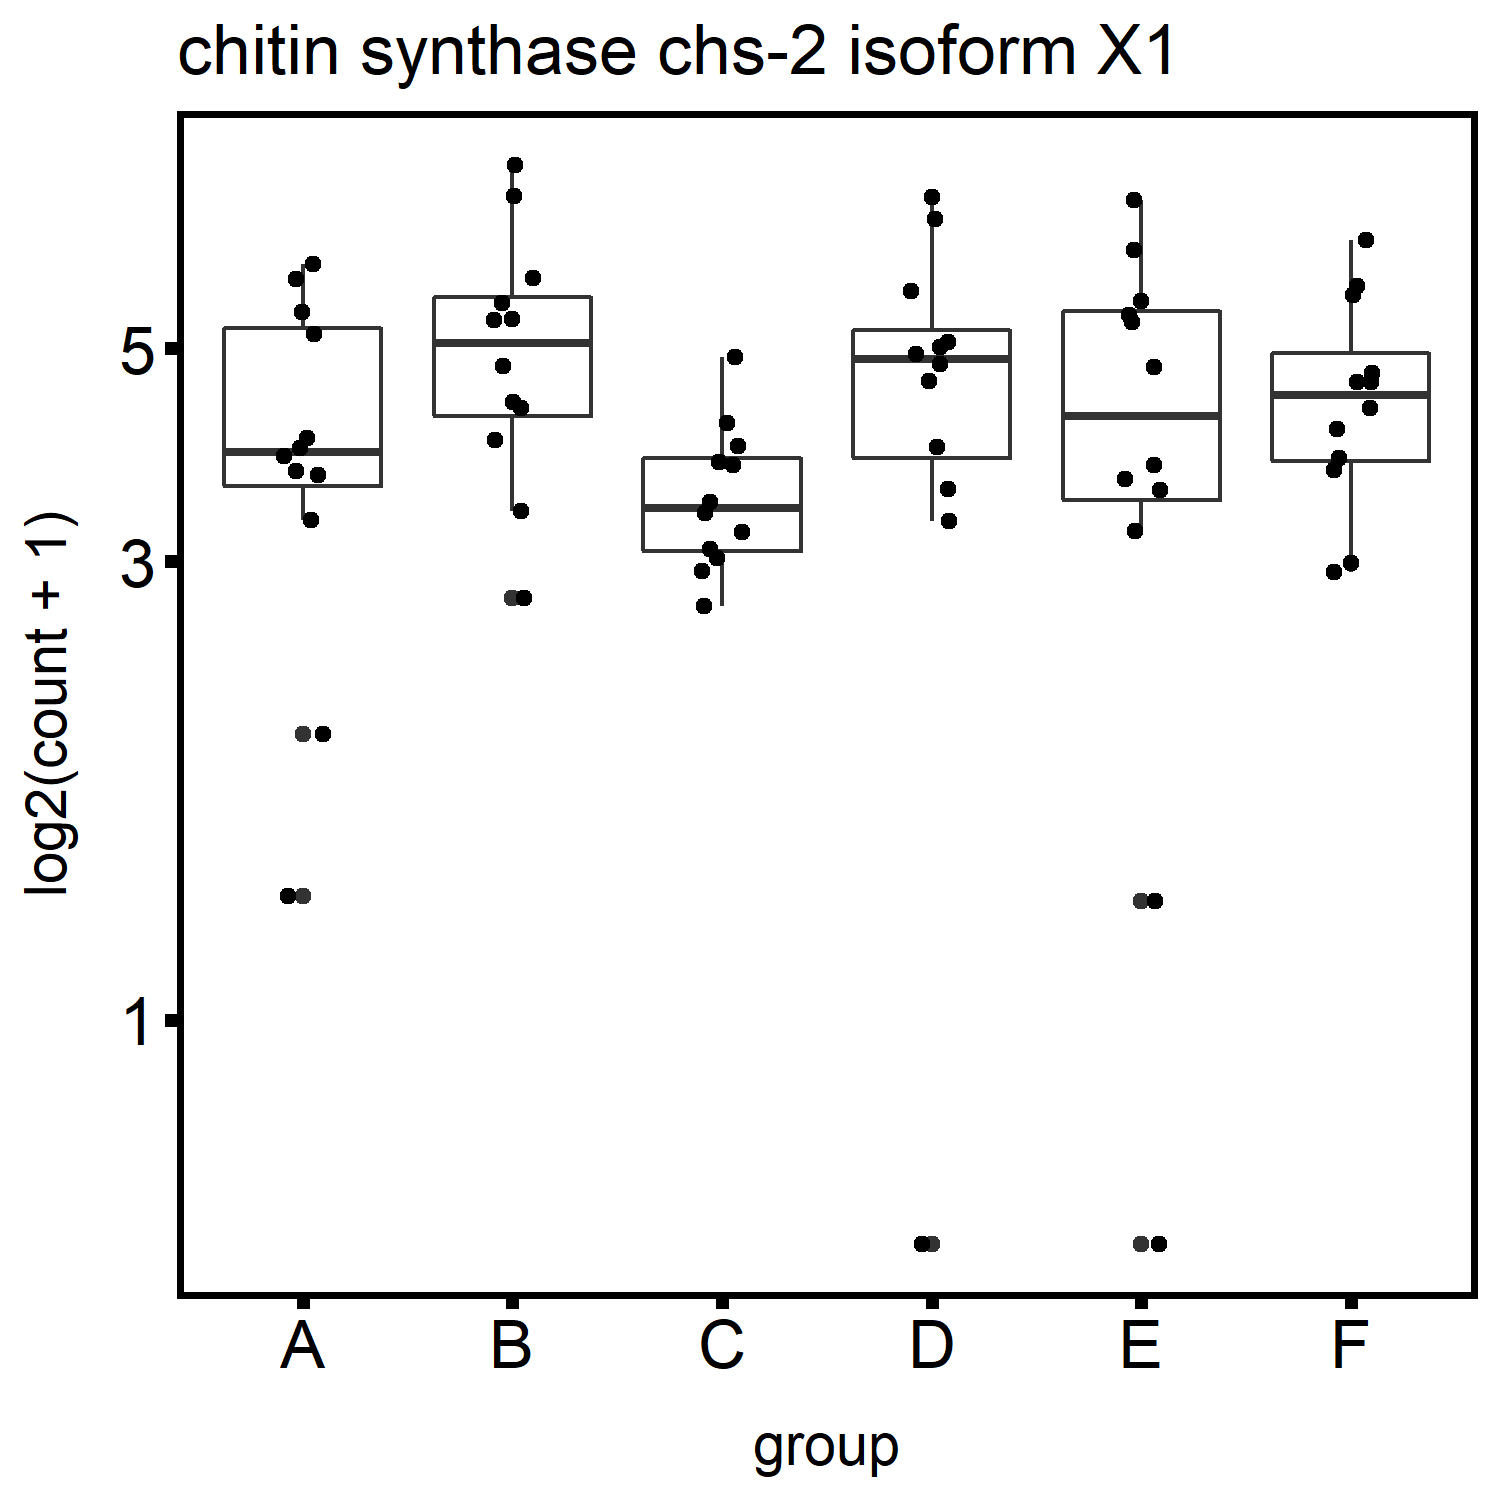 chitin synthase chs-2 isoform X1
log2(count + 1)
5
3
1
A B C D E F
group